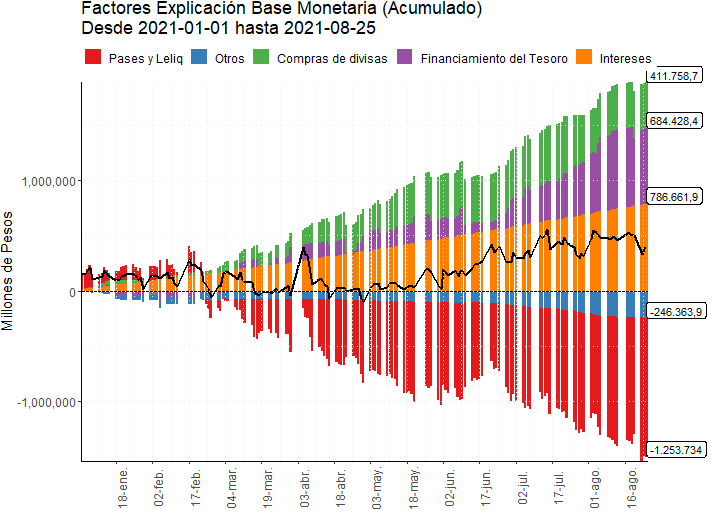 Factores Explicación Base Monetaria (Acumulado)
Desde 2021-01-01 hasta 2021-08-25
Pases y Leliq
Otros
Compras de divisas
Financiamiento del Tesoro
Intereses
Millones de Pesos
1,000,000
0
-1,000,000
411.758,7
684.428,4
786.661,9
-246.363,9
-1.253.734
18-ene.
02-feb.
17-feb.
04-mar.
19-mar.
03-abr.
18-abr.
03-may.
18-may.
02-jun.
17-jun.
02-jul.
17-jul.
01-ago.
16-ago.